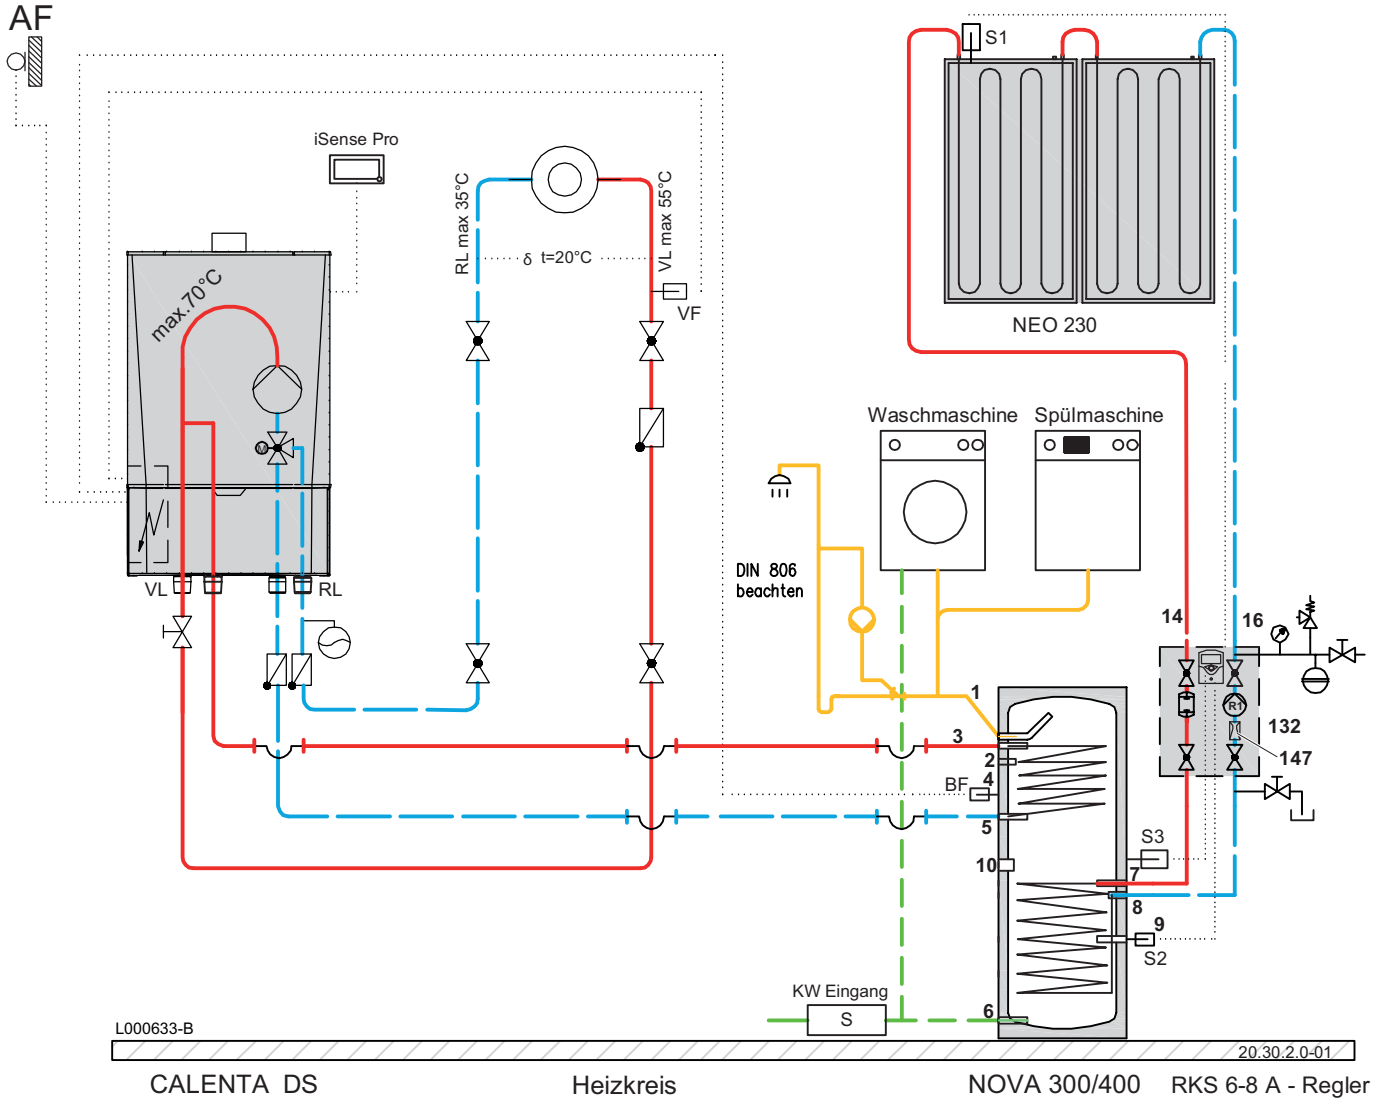 AF
S1
iSense Pro
RL max 35°C
VL max 55°C
δ t=20°C
max.70°C
VF
NEO 230
Waschmaschine
Spülmaschine
M
DIN 806
beachten
VL
RL
14
16
R1
132
147
1
3
2
4
BF
5
S3
10
7
8
9
S2
KW Eingang
S
6
L000633-B
20.30.2.0-01
CALENTA DS
Heizkreis
NOVA 300/400
RKS 6-8 A - Regler